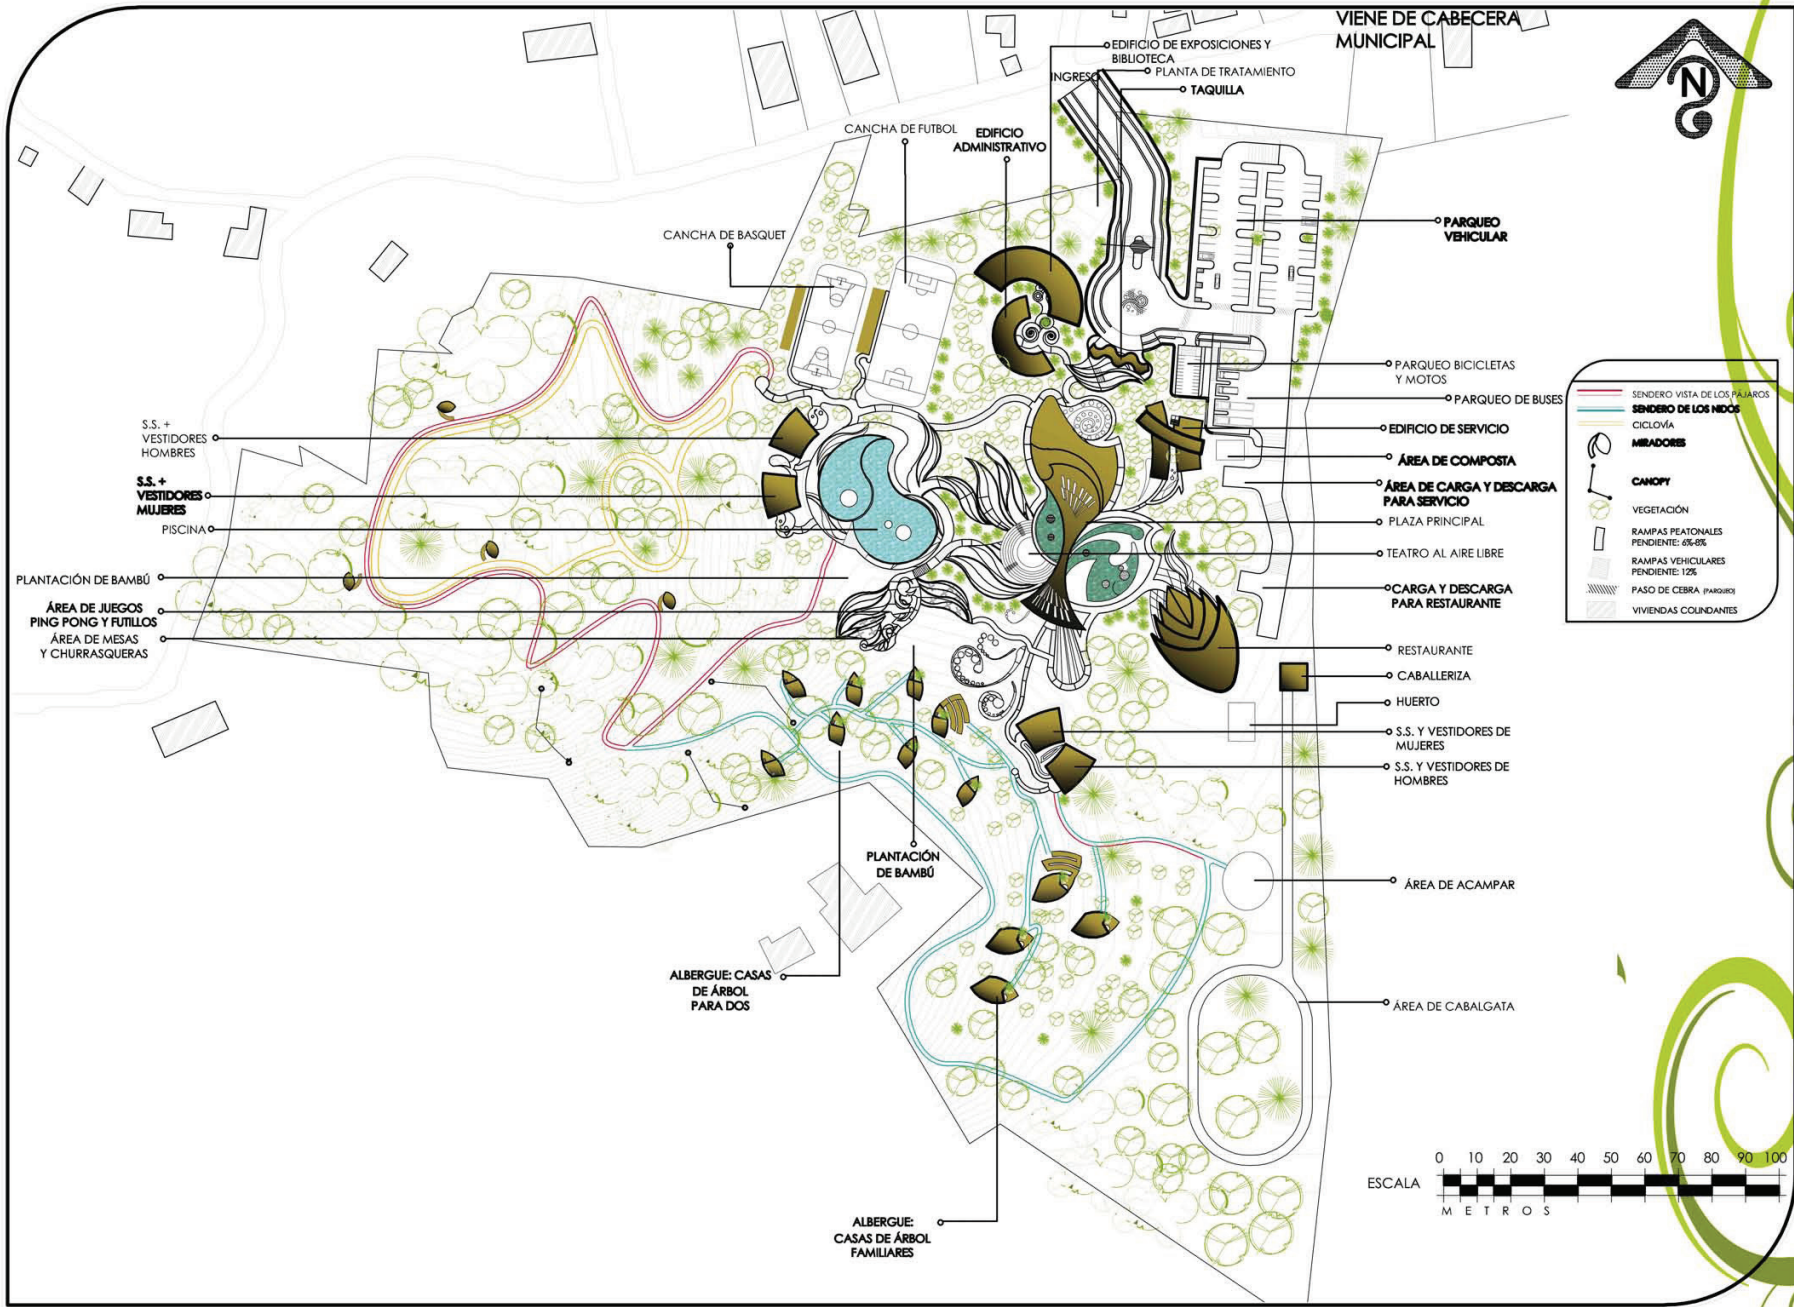 VIENE DE CABECERA
MUNICIPAL
N
EDIFICIO DE EXPOSICIONES Y
BIBLIOTECA
INGRESO
PLANTA DE TRATAMIENTO
TAQUILLA
CANCHA DE FUTBOL
EDIFICIO
ADMINISTRATIVO
CANCHA DE BASQUET
PARQUEO
VEHICULAR
PARQUEO BICICLETAS
Y MOTOS
PARQUEO DE BUSES
EDIFICIO DE SERVICIO
ÁREA DE COMPOSTA
ÁREA DE CARGA Y DESCARGA
PARA SERVICIO
PLAZA PRINCIPAL
TEATRO AL AIRE LIBRE
CARGA Y DESCARGA
PARA RESTAURANTE
RESTAURANTE
CABALLERIZA
HUERTO
S.S. Y VESTIDORES DE
MUJERES
S.S. Y VESTIDORES DE
HOMBRES
ÁREA DE ACAMPAR
ÁREA DE CABALGATA
S.S. +
VESTIDORES
HOMBRES
S.S. +
VESTIDORES
MUJERES
PISCINA
PLANTACIÓN DE BAMBÚ
ÁREA DE JUEGOS
PING PONG Y FUTILLOS
ÁREA DE MESAS
Y CHURRASQUERAS
PLANTACIÓN
DE BAMBÚ
ALBERGUE: CASAS
DE ÁRBOL
PARA DOS
ALBERGUE:
CASAS DE ÁRBOL
FAMILIARES
SENDERO VISTA DE LOS PÁJAROS
SENDERO DE LOS NIDOS
CICLOVÍA
MIRADORES
CANOPY
VEGETACIÓN
RAMPAS PEATONALES
PENDIENTE: 6%-8%
RAMPAS VEHICULARES
PENDIENTE: 12%
PASO DE CEBRA (PARQUEO)
VIVIENDAS COLINDANTES
0 10 20 30 40 50 60 70 80 90 100
ESCALA
METROS